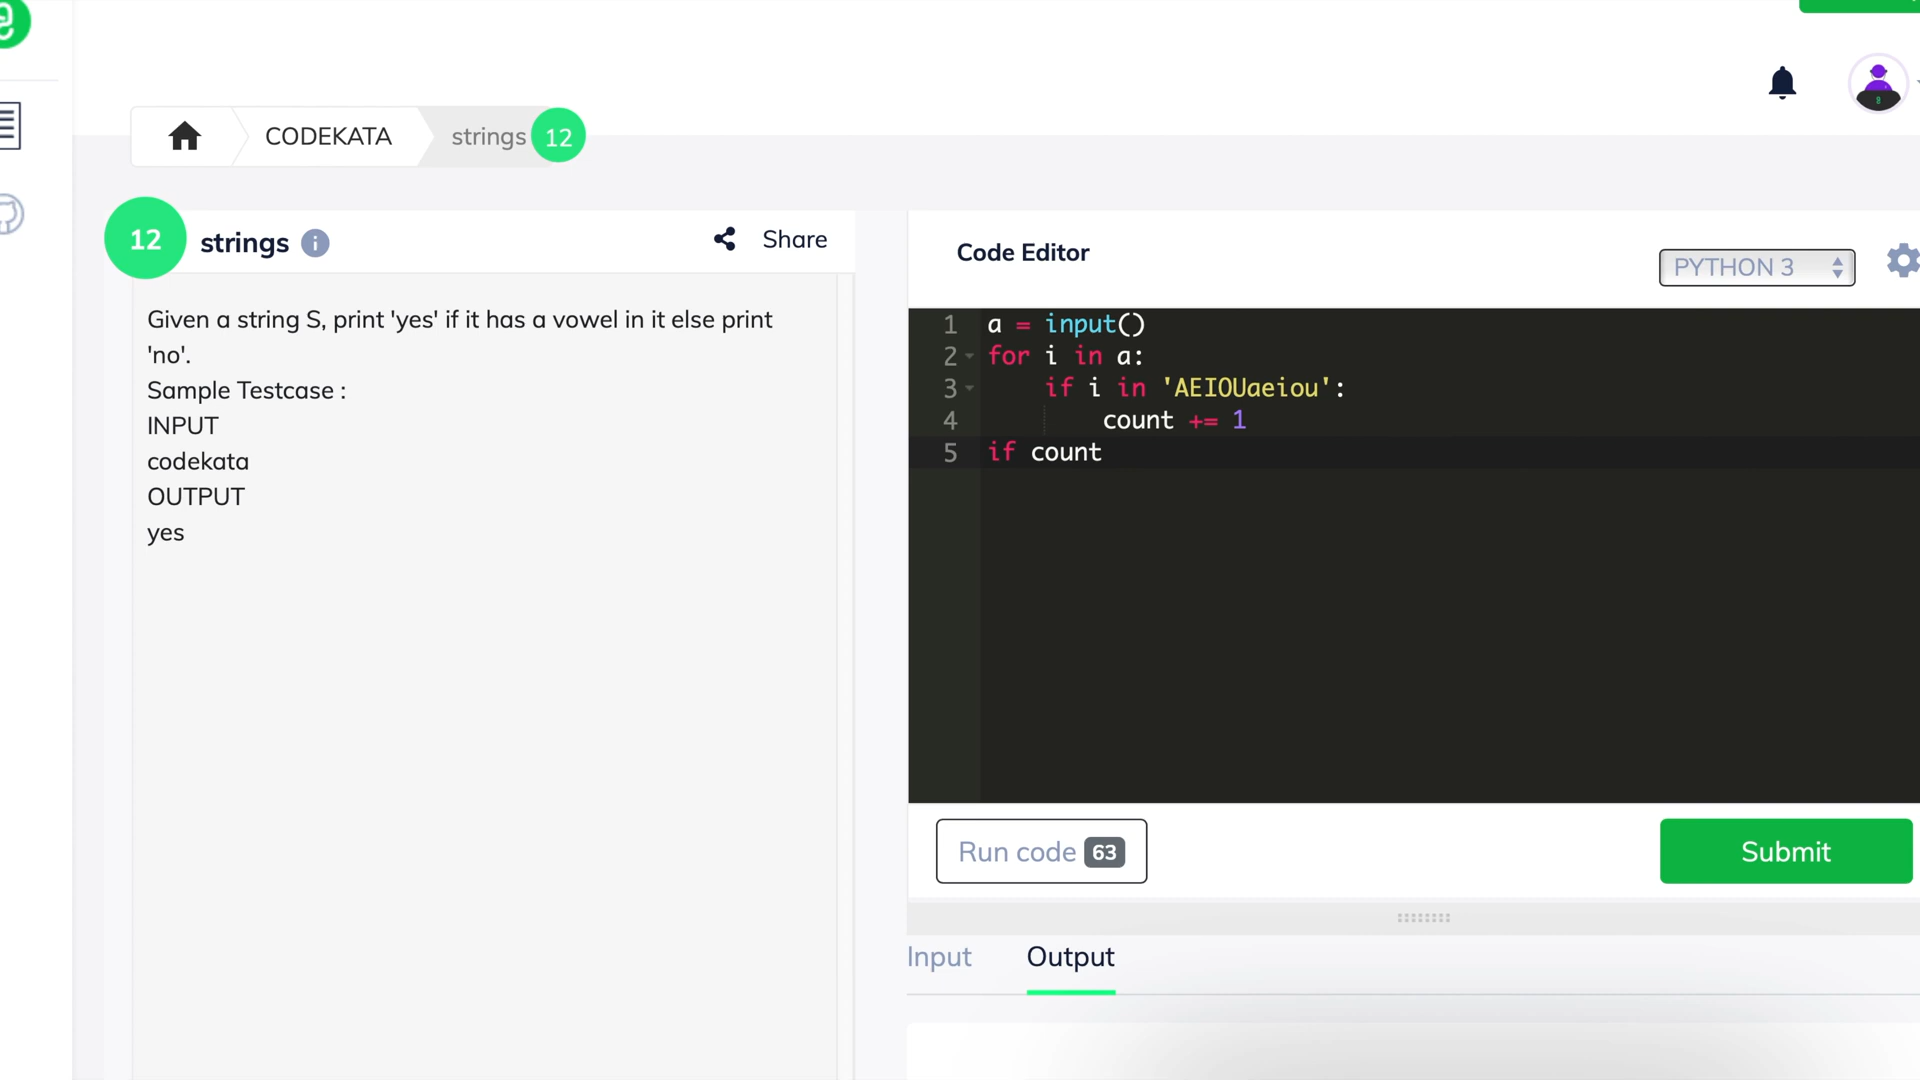 CODEKATA
strings 12
12
strings
Share
Given a string S, print 'yes' if it has a vowel in it else print
'no'.
Sample Testcase :
INPUT
codekata
OUTPUT
yes
Code Editor
PYTHON 3
1 a = input()
2 for i in a:
3     if i in 'AEIOUaeiou':
4         count += 1
5 if count
Run code 63
Submit
Input
Output